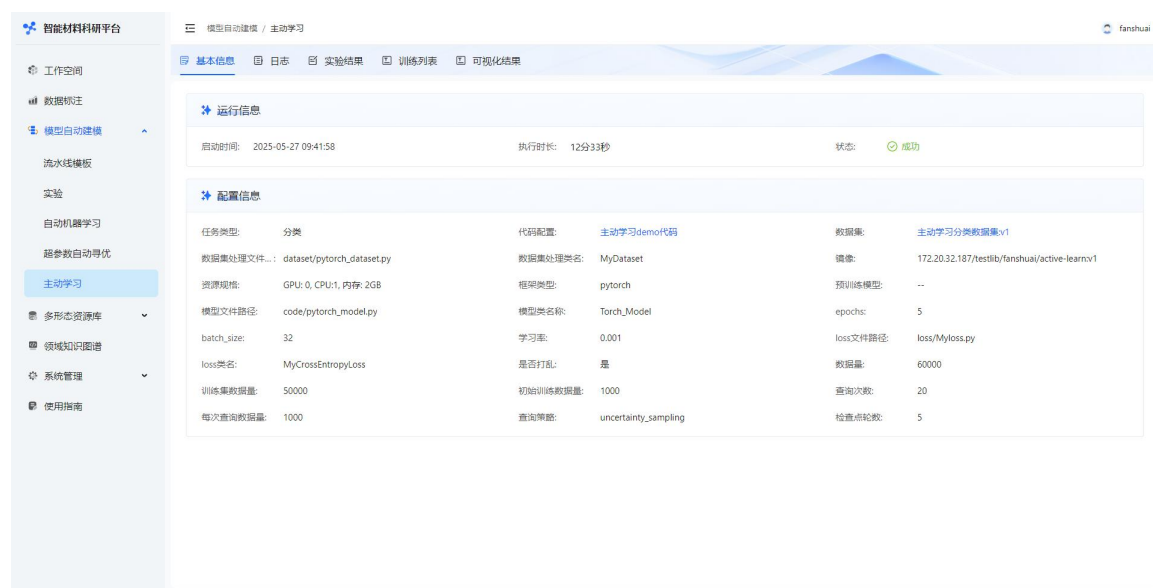 智能材料科研平台
模型自动建模 / 主动学习
fanshuai
工作空间
数据标注
模型自动建模
流水线模板
实验
自动机器学习
超参数自动寻优
主动学习
多形态资源库
领域知识图谱
系统管理
使用指南
基本信息 日志 实验结果 训练列表 可视化结果
运行信息
启动时间: 2025-05-27 09:41:58 执行时长: 12分33秒 状态: 成功
配置信息
任务类型: 分类 代码配置: 主动学习demo代码 数据集: 主动学习分类数据集:v1
数据集处理文件...: dataset/pytorch_dataset.py 数据集处理类名: MyDataset 镜像: 172.20.32.187/testlib/fanshuai/active-learn:v1
资源规格: GPU: 0, CPU:1, 内存: 2GB 框架类型: pytorch 预训练模型: --
模型文件路径: code/pytorch_model.py 模型类名称: Torch_Model epochs: 5
batch_size: 32 学习率: 0.001 loss文件路径: loss/Myloss.py
loss类名: MyCrossEntropyLoss 是否打乱: 是 数据量: 60000
训练集数据量: 50000 初始训练数据量: 1000 查询次数: 20
每次查询数据量: 1000 查询策略: uncertainty_sampling 检查点轮数: 5